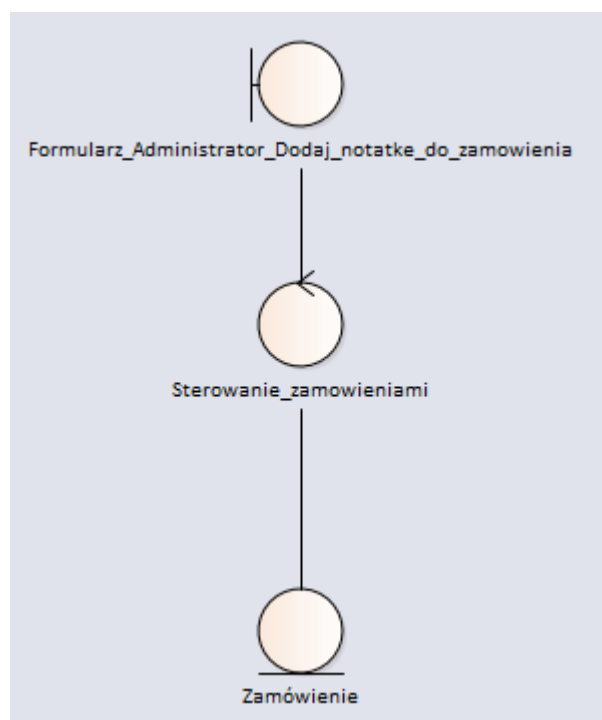 Formularz_Administrator_Dodaj_notatke_do_zamowienia
Sterowanie_zamowieniami
Zamówienie